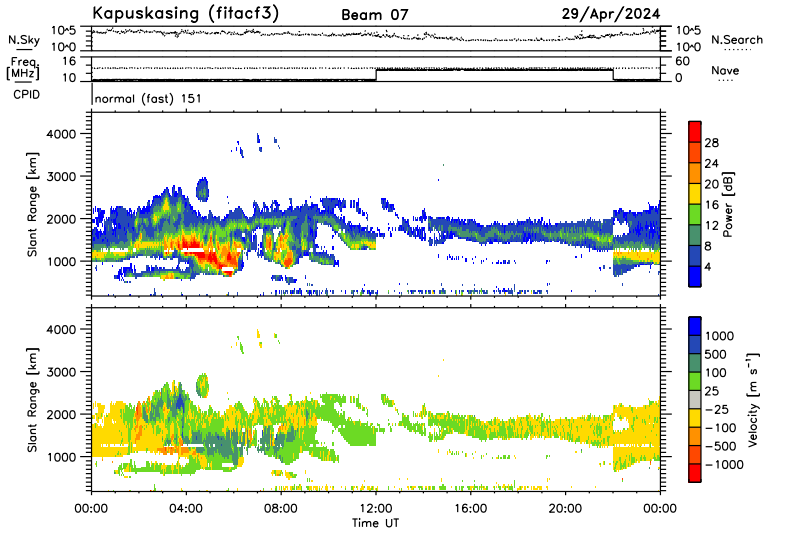 Kapuskasing (fitacf3) Beam 07 29/Apr/2024
N.Sky 10^5 10^0 10^5 10^0 N.Search
Freq. [MHz] 16 10 60 0 Nave
CPID normal (fast) 151
Slant Range [km] 4000 3000 2000 1000
28 24 20 16 12 8 4 Power [dB]
Slant Range [km] 4000 3000 2000 1000
1000 500 100 25 −25 −100 −500 −1000 Velocity [m s⁻¹]
00:00 04:00 08:00 12:00 16:00 20:00 00:00
Time UT